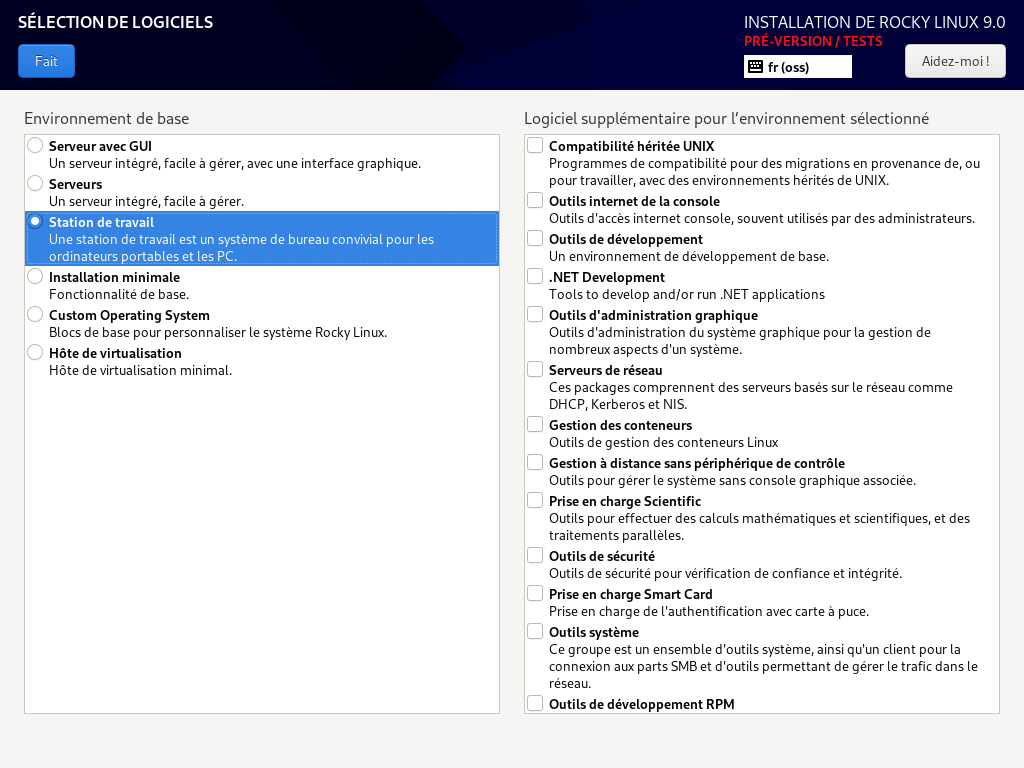 SÉLECTION DE LOGICIELS
Fait
INSTALLATION DE ROCKY LINUX 9.0
PRÉ-VERSION / TESTS
fr (oss)
Aidez-moi !
Environnement de base
Serveur avec GUI
Un serveur intégré, facile à gérer, avec une interface graphique.
Serveurs
Un serveur intégré, facile à gérer.
Station de travail
Une station de travail est un système de bureau convivial pour les
ordinateurs portables et les PC.
Installation minimale
Fonctionnalité de base.
Custom Operating System
Blocs de base pour personnaliser le système Rocky Linux.
Hôte de virtualisation
Hôte de virtualisation minimal.
Logiciel supplémentaire pour l’environnement sélectionné
Compatibilité héritée UNIX
Programmes de compatibilité pour des migrations en provenance de, ou
pour travailler, avec des environnements hérités de UNIX.
Outils internet de la console
Outils d'accès internet console, souvent utilisés par des administrateurs.
Outils de développement
Un environnement de développement de base.
.NET Development
Tools to develop and/or run .NET applications
Outils d'administration graphique
Outils d'administration du système graphique pour la gestion de
nombreux aspects d'un système.
Serveurs de réseau
Ces packages comprennent des serveurs basés sur le réseau comme
DHCP, Kerberos et NIS.
Gestion des conteneurs
Outils de gestion des conteneurs Linux
Gestion à distance sans périphérique de contrôle
Outils pour gérer le système sans console graphique associée.
Prise en charge Scientific
Outils pour effectuer des calculs mathématiques et scientifiques, et des
traitements parallèles.
Outils de sécurité
Outils de sécurité pour vérification de confiance et intégrité.
Prise en charge Smart Card
Prise en charge de l'authentification avec carte à puce.
Outils système
Ce groupe est un ensemble d'outils système, ainsi qu'un client pour la
connexion aux parts SMB et d'outils permettant de gérer le trafic dans le
réseau.
Outils de développement RPM